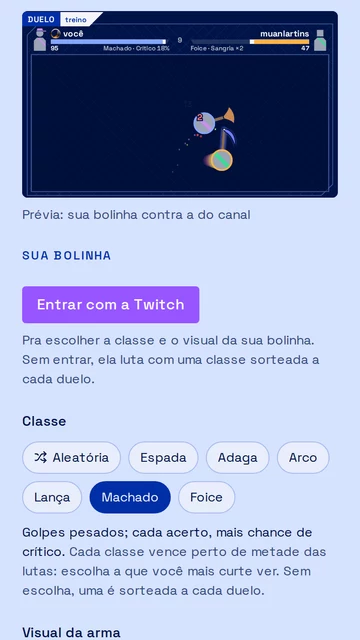 DUELO treino
você 9 muanlartins
95 Machado · Crítico 18% Foice · Sangria ×2 47
2
Prévia: sua bolinha contra a do canal
SUA BOLINHA
Entrar com a Twitch
Pra escolher a classe e o visual da sua bolinha.
Sem entrar, ela luta com uma classe sorteada a
cada duelo.
Classe
Aleatória Espada Adaga Arco
Lança Machado Foice
Golpes pesados; cada acerto, mais chance de
crítico. Cada classe vence perto de metade das
lutas: escolha a que você mais curte ver. Sem
escolha, uma é sorteada a cada duelo.
Visual da arma